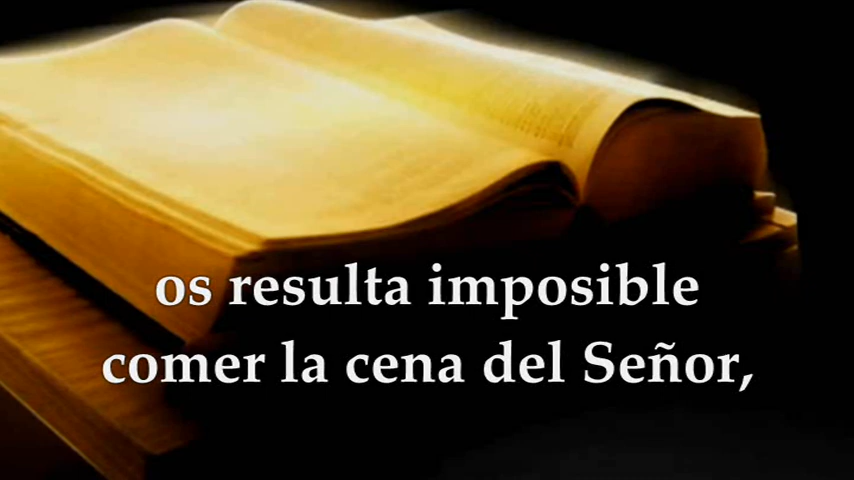 os resulta imposible
comer la cena del Señor,